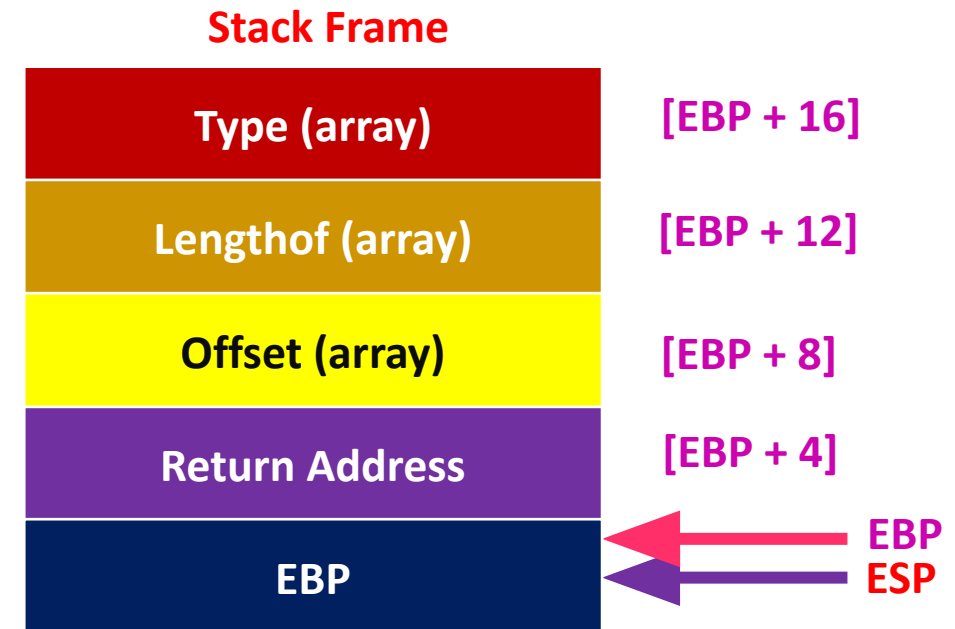 Stack Frame
Type (array) [EBP + 16]
Lengthof (array) [EBP + 12]
Offset (array) [EBP + 8]
Return Address [EBP + 4]
EBP
EBP
ESP